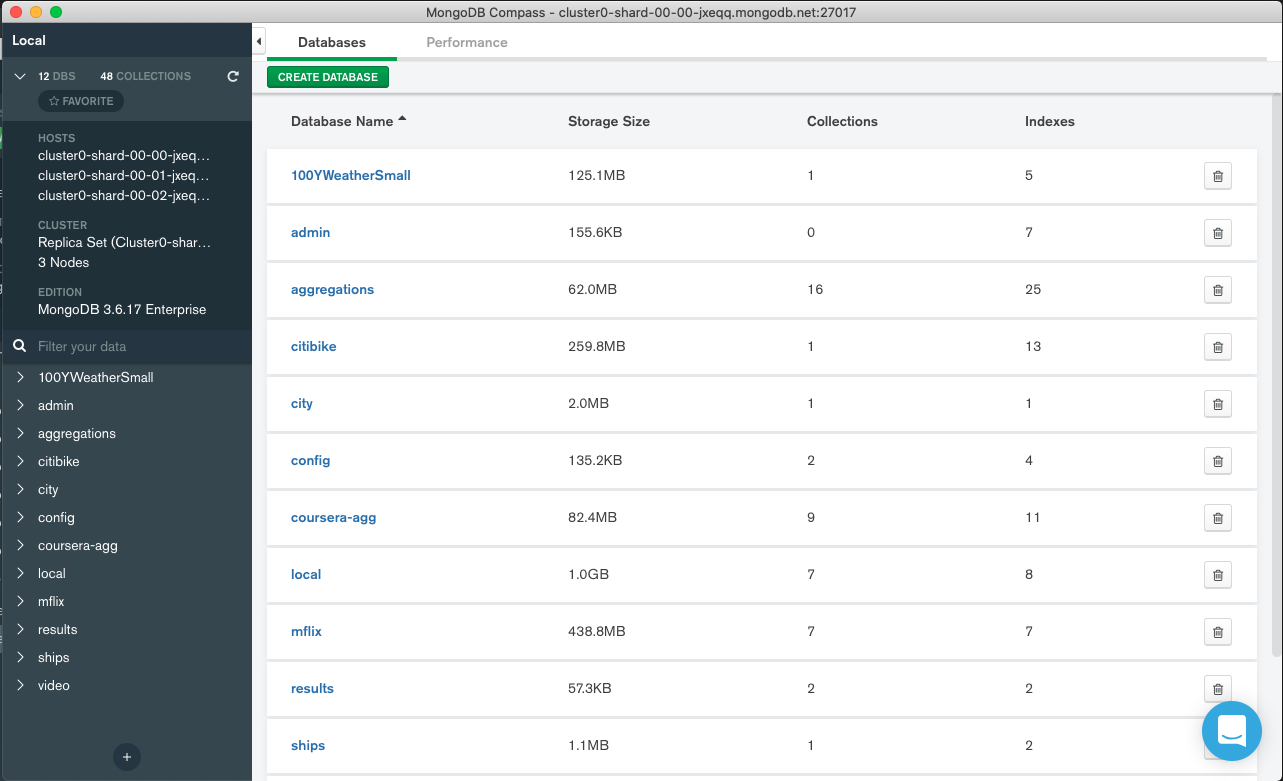 MongoDB Compass - cluster0-shard-00-00-jxeqq.mongodb.net:27017
Local
12 DBS 48 COLLECTIONS
FAVORITE
HOSTS
cluster0-shard-00-00-jxeq…
cluster0-shard-00-01-jxeq…
cluster0-shard-00-02-jxeq…
CLUSTER
Replica Set (Cluster0-shar…
3 Nodes
EDITION
MongoDB 3.6.17 Enterprise
Filter your data
100YWeatherSmall
admin
aggregations
citibike
city
config
coursera-agg
local
mflix
results
ships
video
+
Databases Performance
CREATE DATABASE
Database Name Storage Size Collections Indexes
100YWeatherSmall 125.1MB 1 5
admin 155.6KB 0 7
aggregations 62.0MB 16 25
citibike 259.8MB 1 13
city 2.0MB 1 1
config 135.2KB 2 4
coursera-agg 82.4MB 9 11
local 1.0GB 7 8
mflix 438.8MB 7 7
results 57.3KB 2 2
ships 1.1MB 1 2